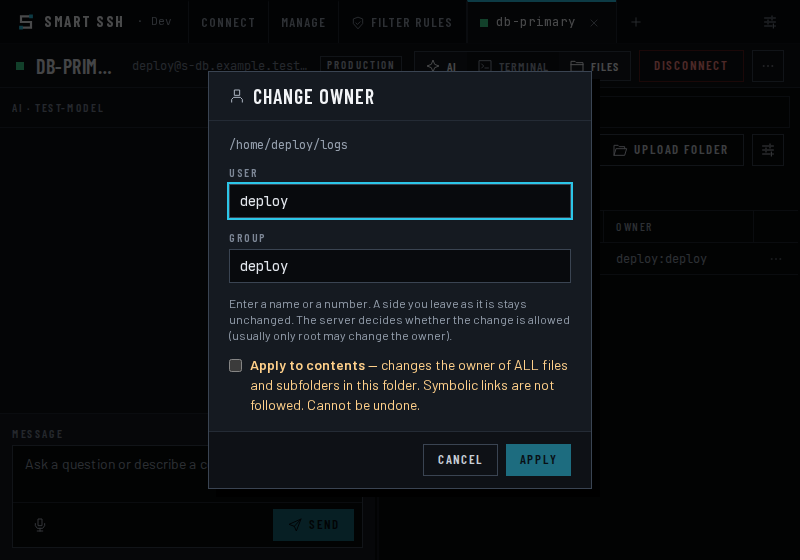 SMART SSH · Dev CONNECT MANAGE FILTER RULES db-primary × +
DB-PRIM… deploy@s-db.example.test… PRODUCTION AI TERMINAL FILES DISCONNECT ···
AI · TEST-MODEL
CHANGE OWNER
/home/deploy/logs
USER
deploy
GROUP
deploy
Enter a name or a number. A side you leave as it is stays
unchanged. The server decides whether the change is allowed
(usually only root may change the owner).
Apply to contents — changes the owner of ALL files
and subfolders in this folder. Symbolic links are not
followed. Cannot be undone.
CANCEL APPLY
UPLOAD FOLDER
OWNER
deploy:deploy ···
MESSAGE
Ask a question or describe a c
SEND